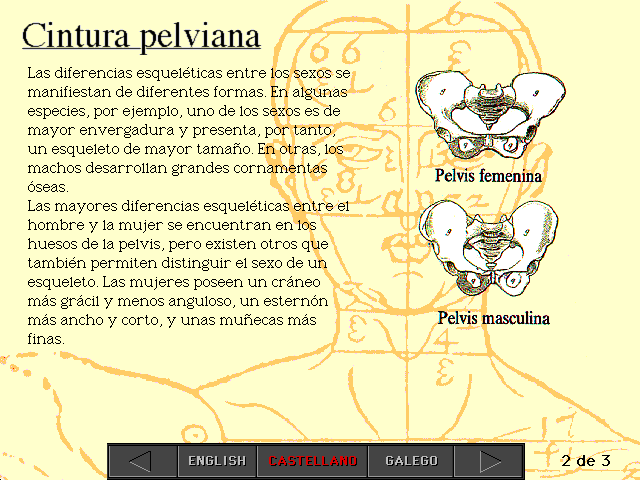 Cintura pelviana
Las diferencias esqueléticas entre los sexos se
manifiestan de diferentes formas. En algunas
especies, por ejemplo, uno de los sexos es de
mayor envergadura y presenta, por tanto,
un esqueleto de mayor tamaño. En otras, los
machos desarrollan grandes cornamentas
óseas.
Las mayores diferencias esqueléticas entre el
hombre y la mujer se encuentran en los
huesos de la pelvis, pero existen otros que
también permiten distinguir el sexo de un
esqueleto. Las mujeres poseen un cráneo
más grácil y menos anguloso, un esternón
más ancho y corto, y unas muñecas más
finas.
Pelvis femenina
Pelvis masculina
ENGLISH
CASTELLANO
GALEGO
2 de 3